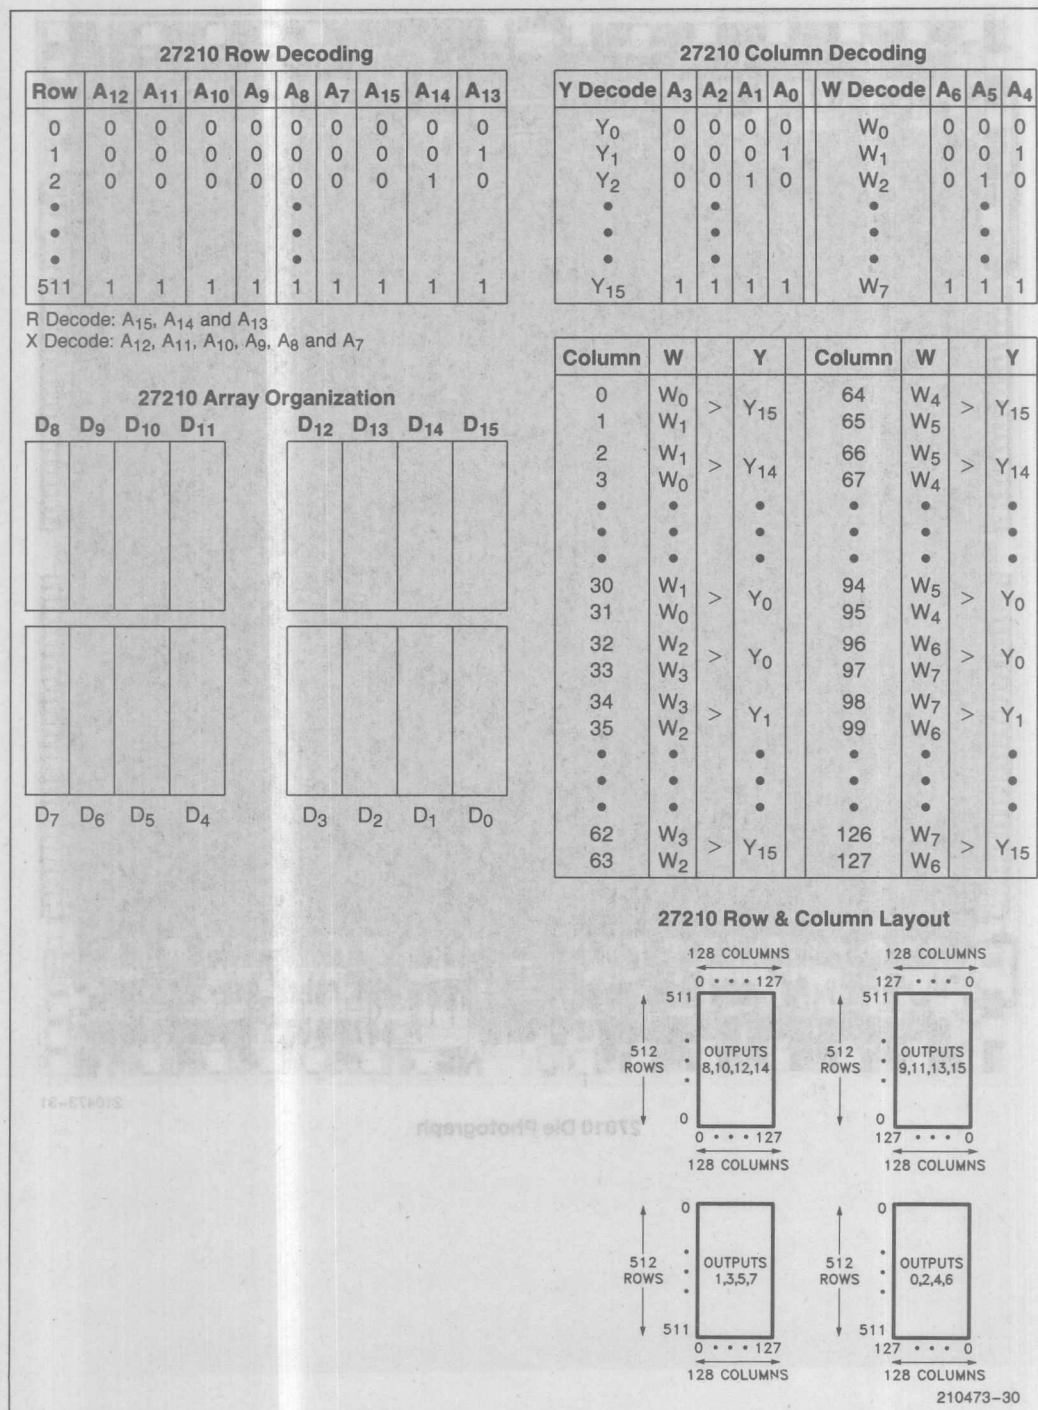 27210 Row Decoding
Row A12 A11 A10 A9 A8 A7 A15 A14 A13
0 0 0 0 0 0 0 0 0 0
1 0 0 0 0 0 0 0 0 1
2 0 0 0 0 0 0 0 1 0
• •
• •
• •
511 1 1 1 1 1 1 1 1 1
R Decode: A15, A14 and A13
X Decode: A12, A11, A10, A9, A8 and A7
27210 Array Organization
D8 D9 D10 D11 D12 D13 D14 D15
D7 D6 D5 D4 D3 D2 D1 D0
27210 Column Decoding
Y Decode A3 A2 A1 A0 W Decode A6 A5 A4
Y0 0 0 0 0 W0 0 0 0
Y1 0 0 0 1 W1 0 0 1
Y2 0 0 1 0 W2 0 1 0
• • • •
• • • •
• • • •
Y15 1 1 1 1 W7 1 1 1
Column W Y Column W Y
0 W0 > Y15 64 W4 > Y15
1 W1 65 W5
2 W1 > Y14 66 W5 > Y14
3 W0 67 W4
• • • • • •
• • • • • •
• • • • • •
30 W1 > Y0 94 W5 > Y0
31 W0 95 W4
32 W2 > Y0 96 W6 > Y0
33 W3 97 W7
34 W3 > Y1 98 W7 > Y1
35 W2 99 W6
• • • • • •
• • • • • •
• • • • • •
62 W3 > Y15 126 W7 > Y15
63 W2 127 W6
27210 Row & Column Layout
128 COLUMNS
0 • • • 127
511
512 ROWS
OUTPUTS
8,10,12,14
0
0 • • • 127
128 COLUMNS
128 COLUMNS
127 • • • 0
511
512 ROWS
OUTPUTS
9,11,13,15
0
127 • • • 0
128 COLUMNS
0
512 ROWS
OUTPUTS
1,3,5,7
511
0 • • • 127
128 COLUMNS
0
512 ROWS
OUTPUTS
0,2,4,6
511
127 • • • 0
128 COLUMNS
210473–30
210473–31
27010 Die Photograph